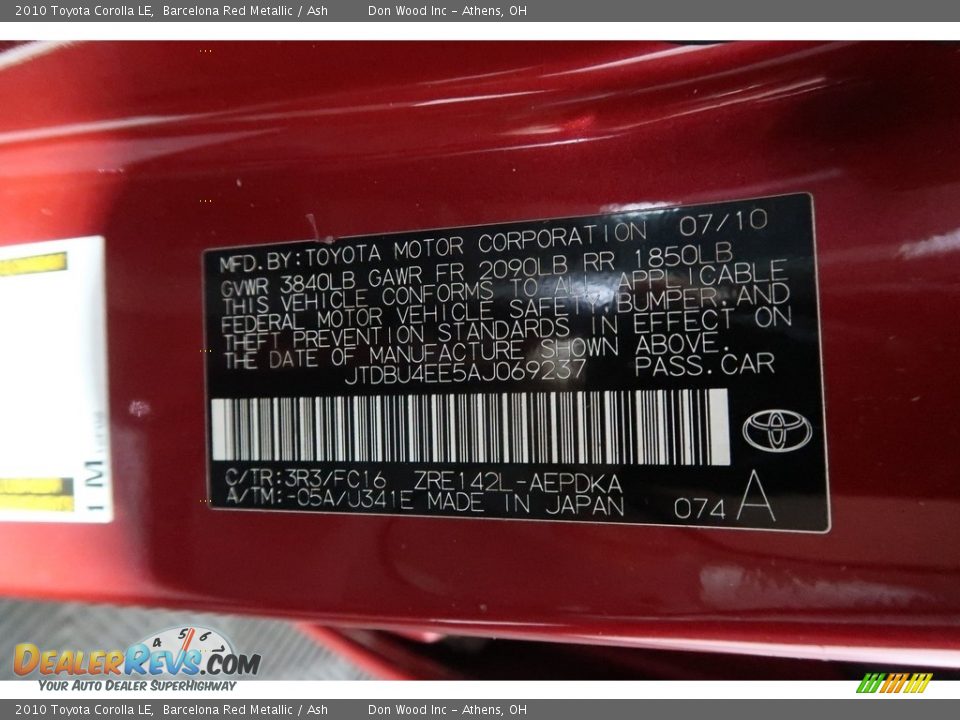 2010 Toyota Corolla LE, Barcelona Red Metallic / Ash Don Wood Inc - Athens, OH
MFD.BY:TOYOTA MOTOR CORPORATION 07/10
GVWR 3840LB GAWR FR 2090LB RR 1850LB
THIS VEHICLE CONFORMS TO ALL APPLICABLE
FEDERAL MOTOR VEHICLE SAFETY,BUMPER,AND
THEFT PREVENTION STANDARDS IN EFFECT ON
THE DATE OF MANUFACTURE SHOWN ABOVE.
JTDBU4EE5AJ069237 PASS.CAR
C/TR:3R3/FC16 ZRE142L-AEPDKA
A/TM:-05A/U341E MADE IN JAPAN 074 A
1 M
4 5 6
DEALERREVS.COM
YOUR AUTO DEALER SUPERHIGHWAY
2010 Toyota Corolla LE, Barcelona Red Metallic / Ash Don Wood Inc - Athens, OH